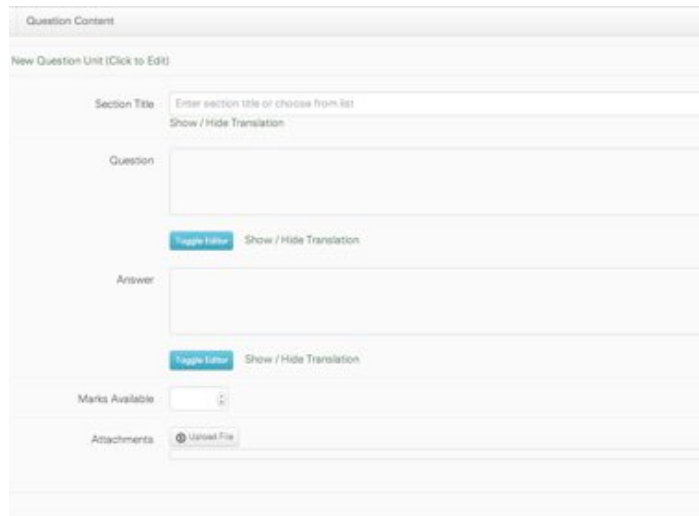 Question Content
New Question Unit (Click to Edit)
Section Title
Enter section title or choose from list
Show / Hide Translation
Question
Toggle Editor Show / Hide Translation
Answer
Toggle Editor Show / Hide Translation
Marks Available
Attachments Upload File